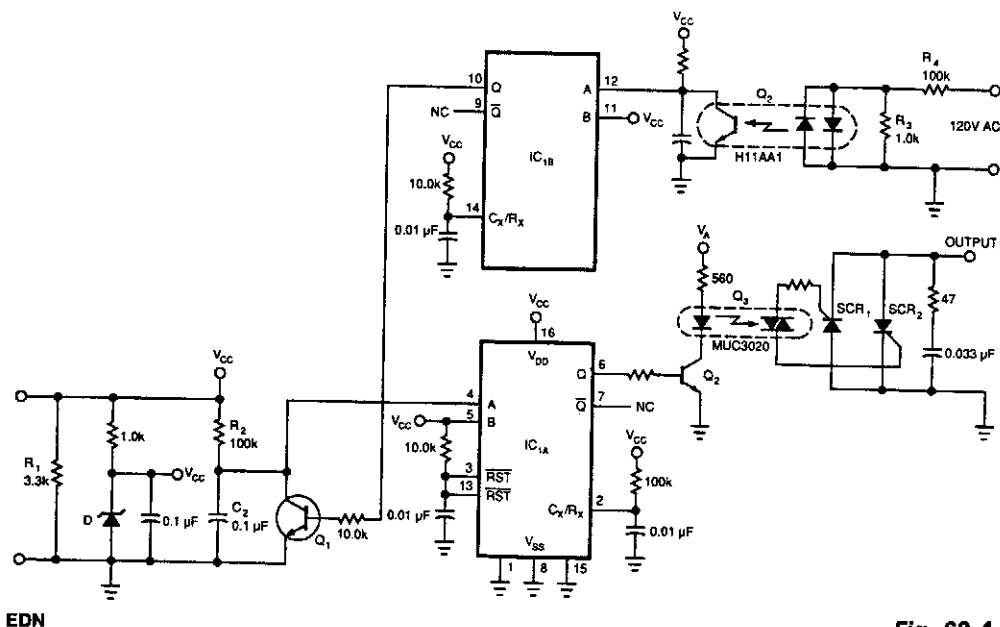 VCC
VCC
10
Q
NC
9
Q
IC1B
A
12
B
11
VCC
VCC
10.0k
14
CX/RX
0.01 µF
Q2
H11AA1
R4
100k
R3
1.0k
120V AC
VA
560
Q3
MUC3020
SCR1
SCR2
OUTPUT
47
0.033 µF
VCC
16
VDD
4
A
VCC
5
B
10.0k
3
RST
13
RST
0.01 µF
IC1A
Q
6
Q
7
NC
Q2
VCC
100k
2
CX/RX
0.01 µF
VSS
1
8
15
R1
3.3k
1.0k
VCC
D
0.1 µF
R2
100k
C2
0.1 µF
Q1
10.0k
EDN